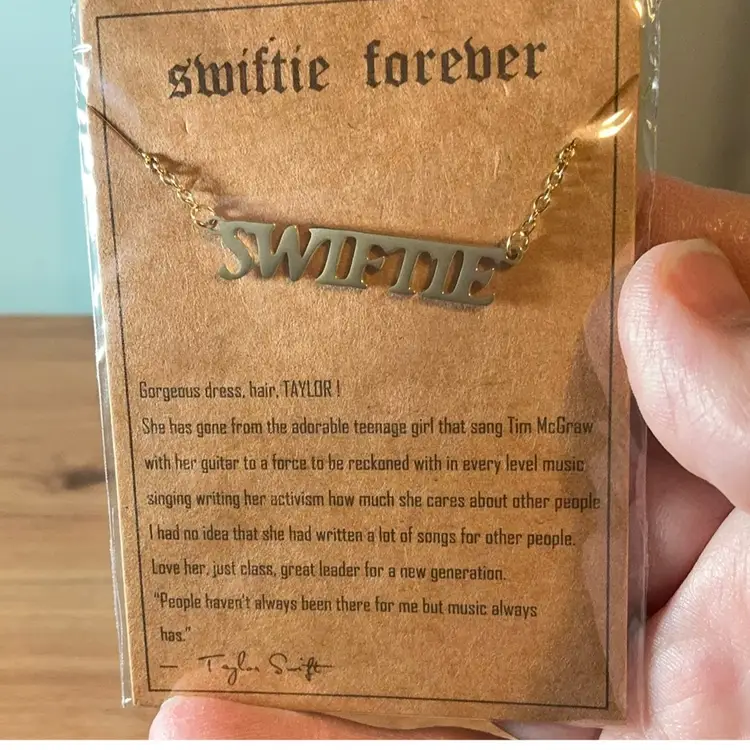 swiftie forever
SWIFTIE
Gorgeous dress, hair, TAYLOR !
She has gone from the adorable teenage girl that sang Tim McGraw
with her guitar to a force to be reckoned with in every level music
singing writing her activism how much she cares about other people
I had no idea that she had written a lot of songs for other people.
Love her, just class, great leader for a new generation.
"People haven't always been there for me but music always
has."
— Taylor Swift